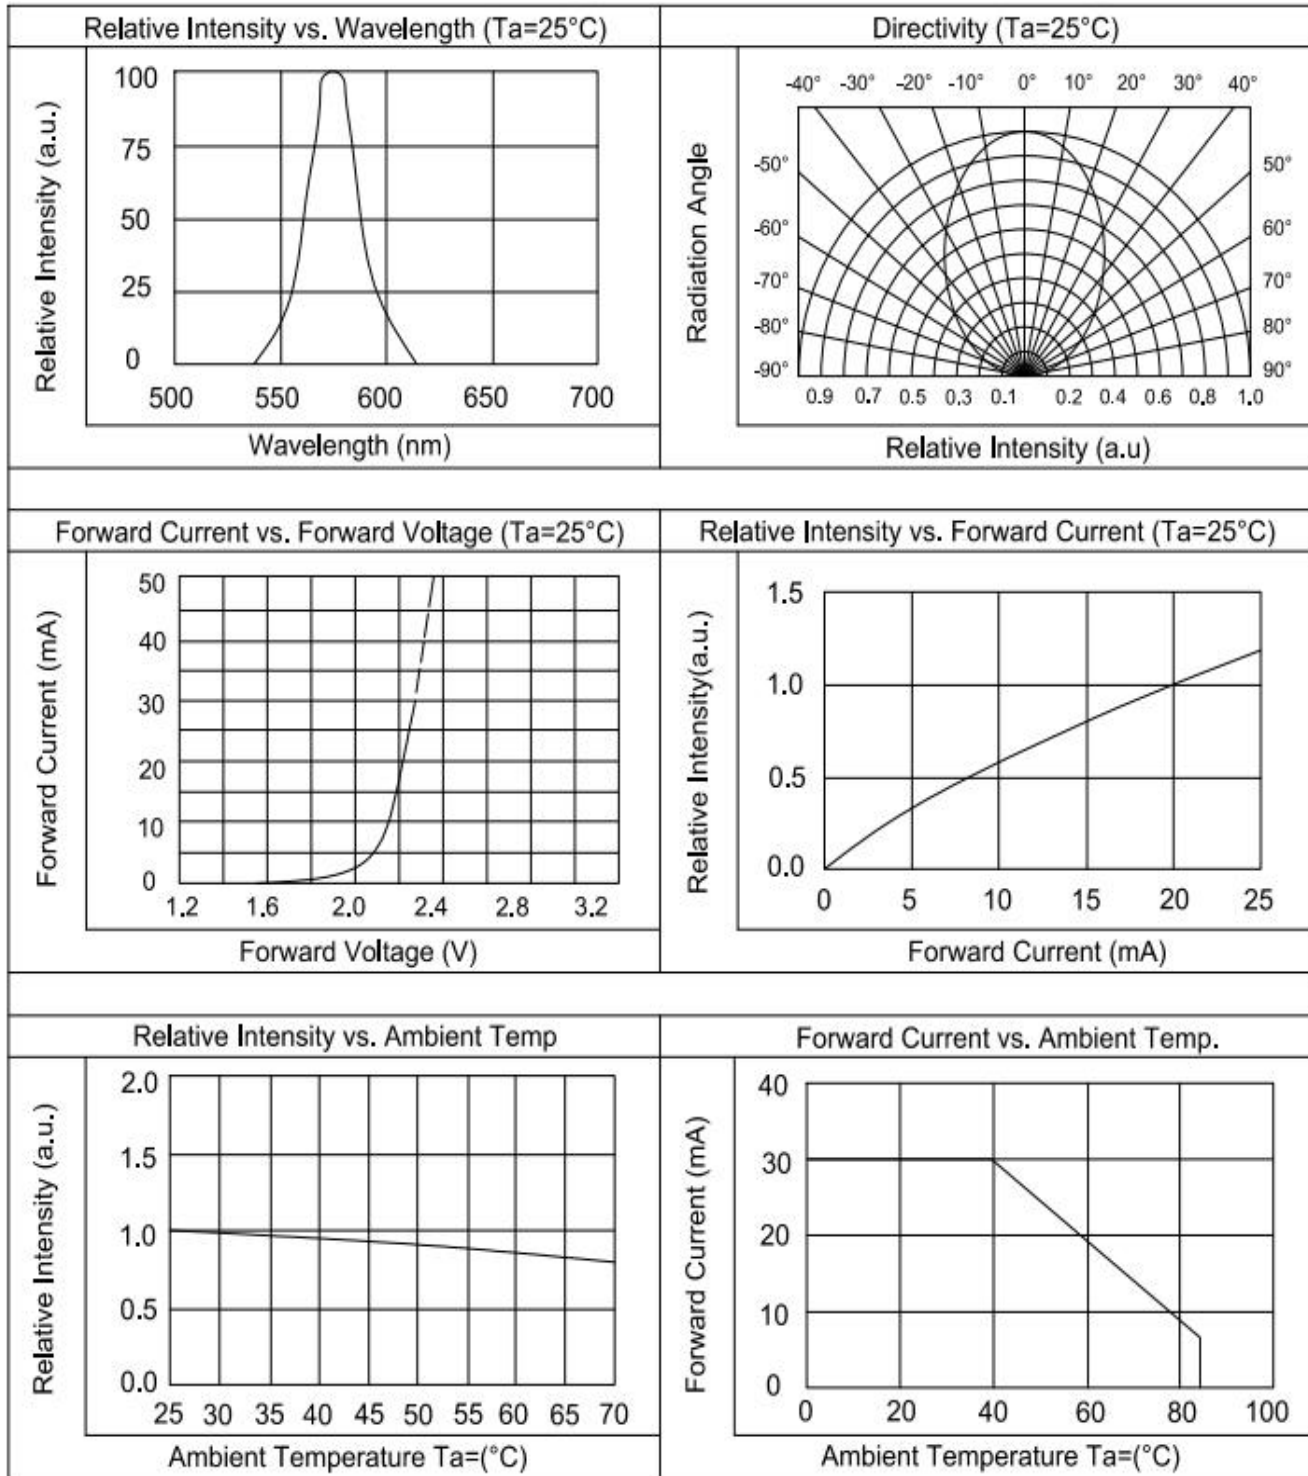 Relative Intensity vs. Wavelength (Ta=25°C)
Relative Intensity (a.u.)
100
75
50
25
0
500 550 600 650 700
Wavelength (nm)
Directivity (Ta=25°C)
Radiation Angle
-40° -30° -20° -10° 0° 10° 20° 30° 40°
-50° 50°
-60° 60°
-70° 70°
-80° 80°
-90° 90°
0.9 0.7 0.5 0.3 0.1 0.2 0.4 0.6 0.8 1.0
Relative Intensity (a.u)
Forward Current vs. Forward Voltage (Ta=25°C)
Forward Current (mA)
50
40
30
20
10
0
1.2 1.6 2.0 2.4 2.8 3.2
Forward Voltage (V)
Relative Intensity vs. Forward Current (Ta=25°C)
Relative Intensity(a.u.)
1.5
1.0
0.5
0.0
0 5 10 15 20 25
Forward Current (mA)
Relative Intensity vs. Ambient Temp
Relative Intensity (a.u.)
2.0
1.5
1.0
0.5
0.0
25 30 35 40 45 50 55 60 65 70
Ambient Temperature Ta=(°C)
Forward Current vs. Ambient Temp.
Forward Current (mA)
40
30
20
10
0
0 20 40 60 80 100
Ambient Temperature Ta=(°C)